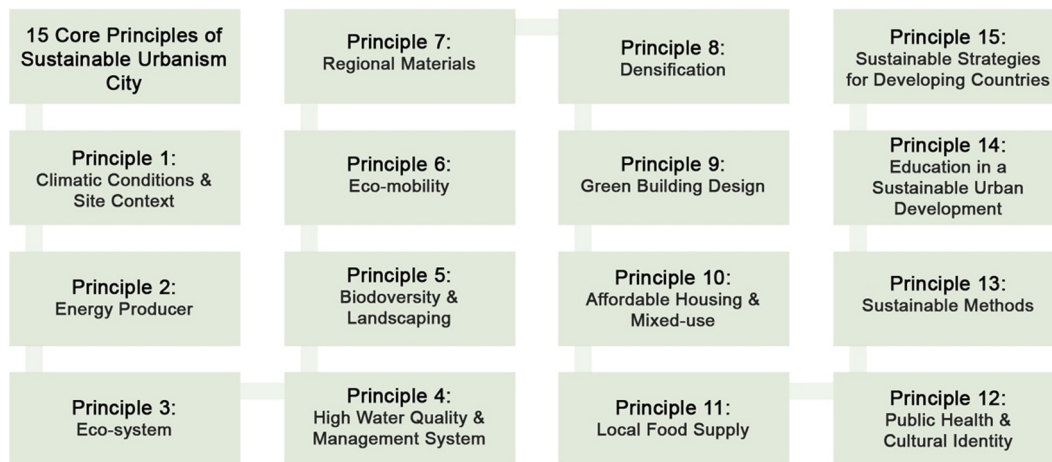 15 Core Principles of
Sustainable Urbanism
City
Principle 1:
Climatic Conditions &
Site Context
Principle 2:
Energy Producer
Principle 3:
Eco-system
Principle 4:
High Water Quality &
Management System
Principle 5:
Biodoversity &
Landscaping
Principle 6:
Eco-mobility
Principle 7:
Regional Materials
Principle 8:
Densification
Principle 9:
Green Building Design
Principle 10:
Affordable Housing &
Mixed-use
Principle 11:
Local Food Supply
Principle 12:
Public Health &
Cultural Identity
Principle 13:
Sustainable Methods
Principle 14:
Education in a
Sustainable Urban
Development
Principle 15:
Sustainable Strategies
for Developing Countries